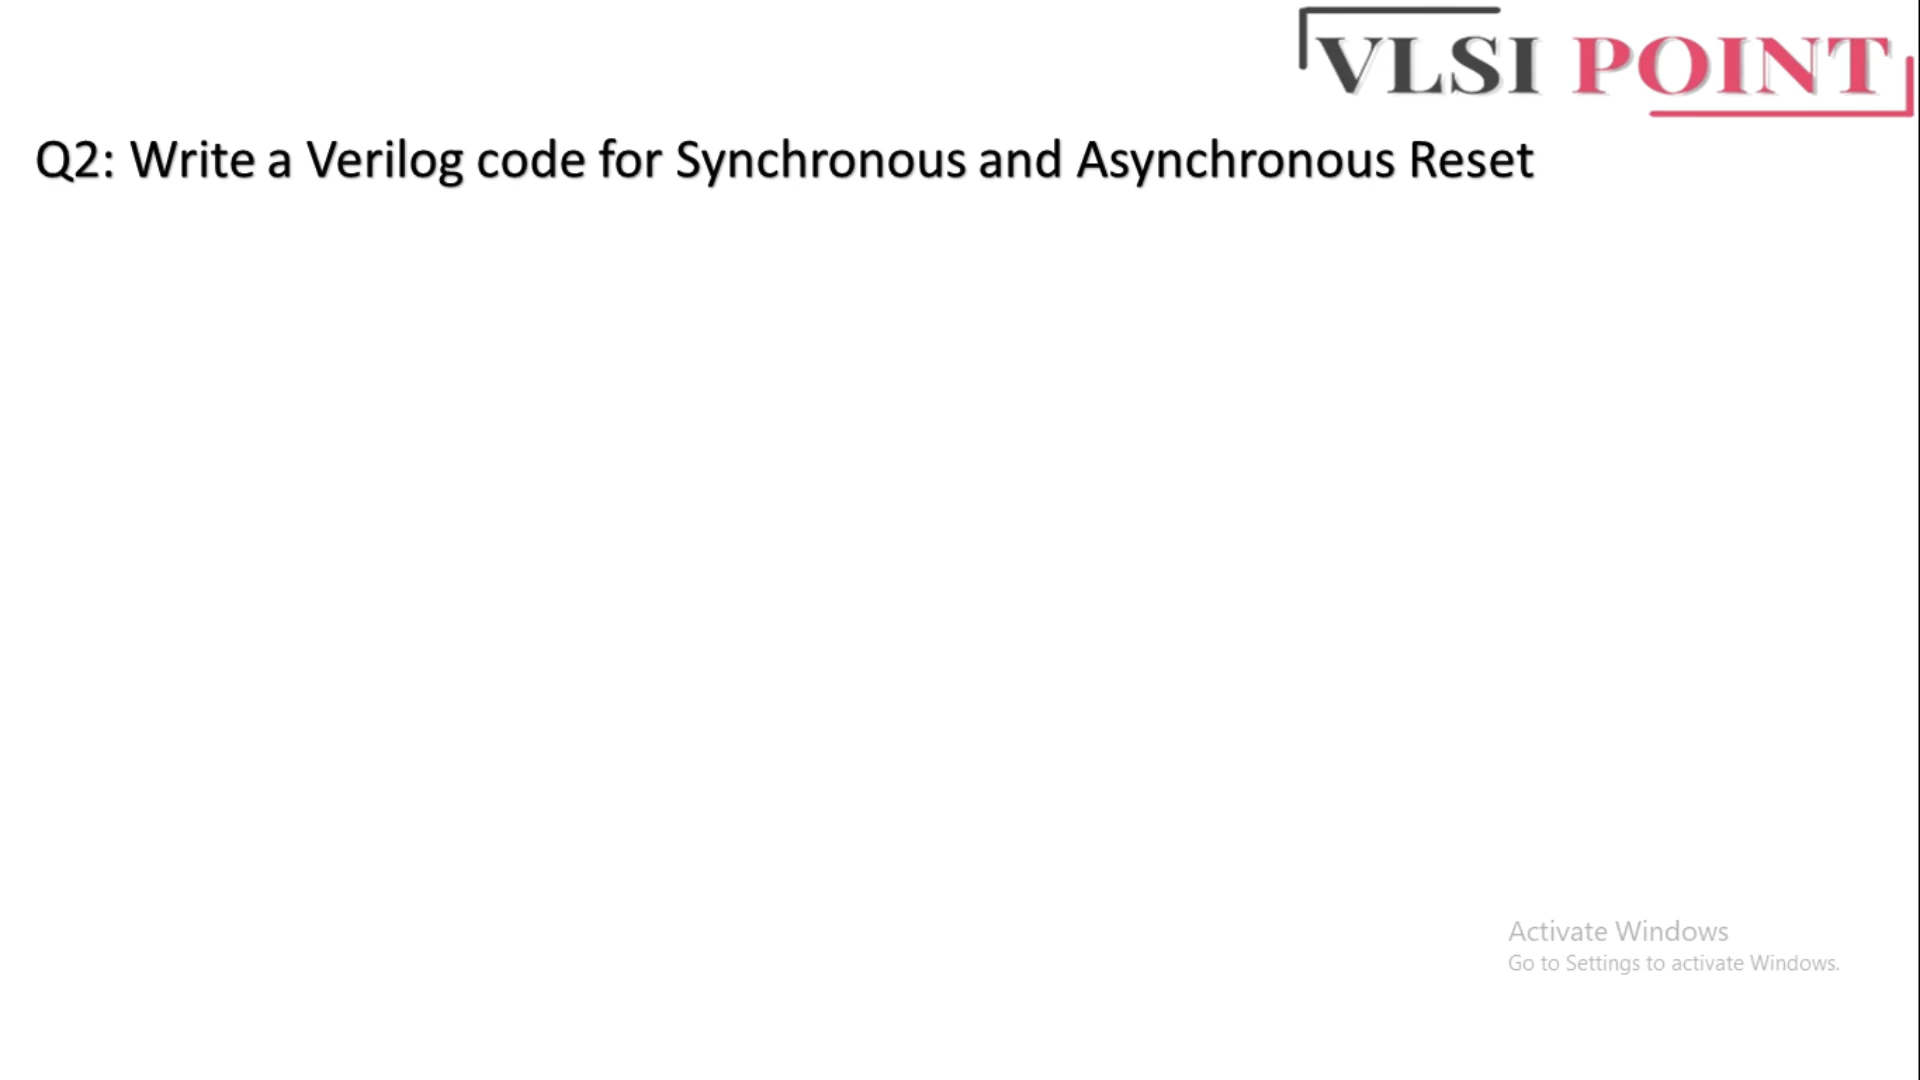 VLSI POINT
Q2: Write a Verilog code for Synchronous and Asynchronous Reset
Activate Windows
Go to Settings to activate Windows.